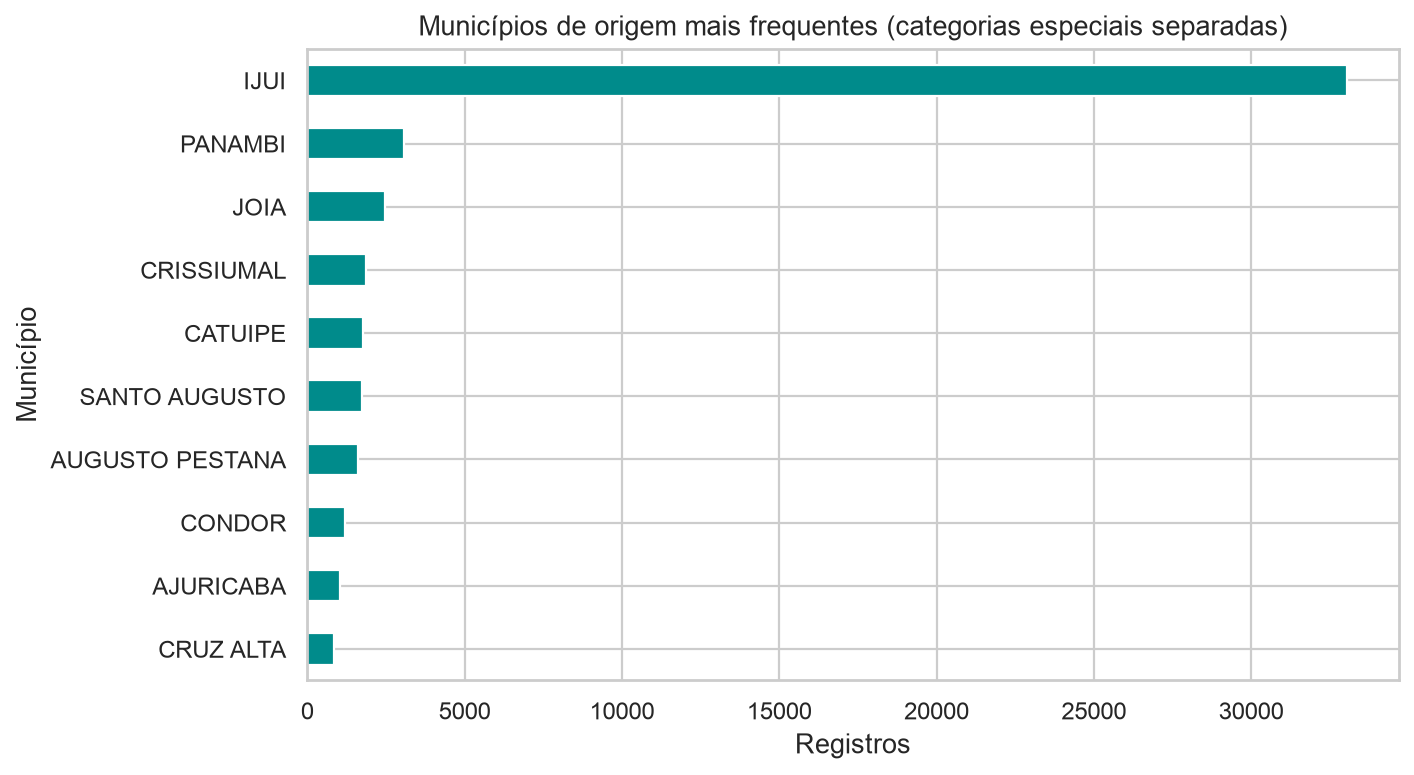 Municípios de origem mais frequentes (categorias especiais separadas)
Município
IJUI
PANAMBI
JOIA
CRISSIUMAL
CATUIPE
SANTO AUGUSTO
AUGUSTO PESTANA
CONDOR
AJURICABA
CRUZ ALTA
0 5000 10000 15000 20000 25000 30000
Registros